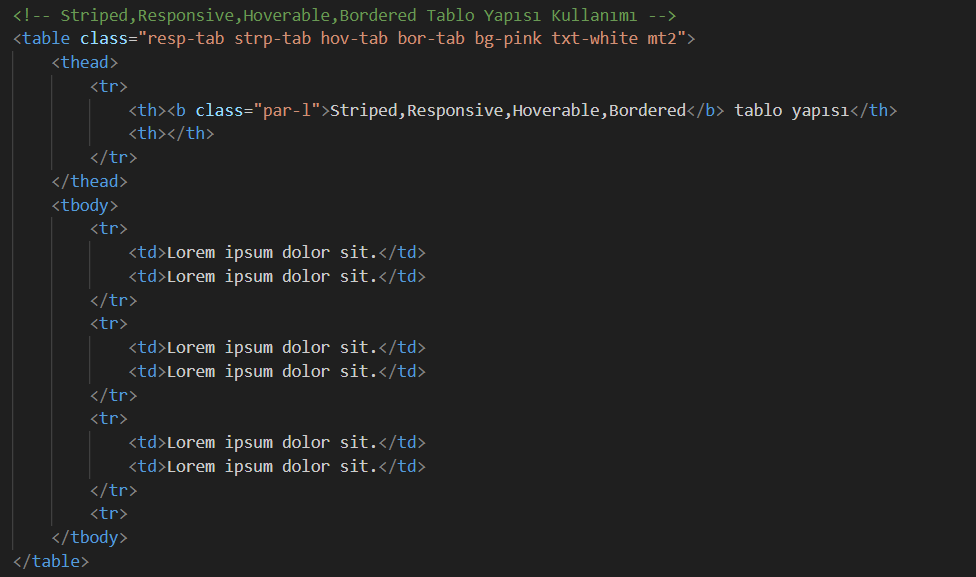 <!-- Striped,Responsive,Hoverable,Bordered Tablo Yapısı Kullanımı -->
<table class="resp-tab strp-tab hov-tab bor-tab bg-pink txt-white mt2">
    <thead>
        <tr>
            <th><b class="par-l">Striped,Responsive,Hoverable,Bordered</b> tablo yapısı</th>
            <th></th>
        </tr>
    </thead>
    <tbody>
        <tr>
            <td>Lorem ipsum dolor sit.</td>
            <td>Lorem ipsum dolor sit.</td>
        </tr>
        <tr>
            <td>Lorem ipsum dolor sit.</td>
            <td>Lorem ipsum dolor sit.</td>
        </tr>
        <tr>
            <td>Lorem ipsum dolor sit.</td>
            <td>Lorem ipsum dolor sit.</td>
        </tr>
        <tr>
    </tbody>
</table>